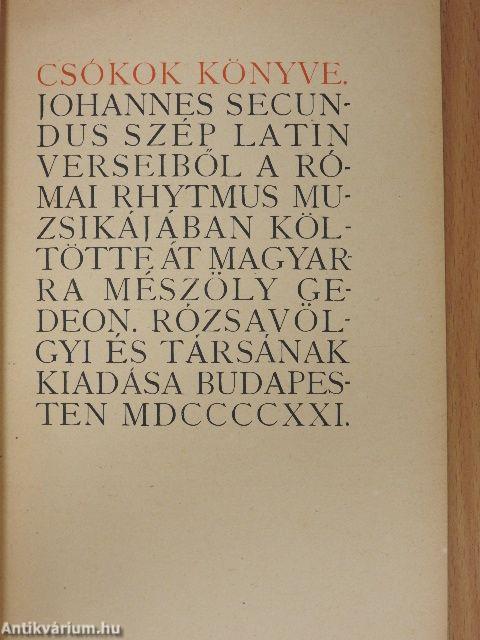 CSÓKOK KÖNYVE.
JOHANNES SECUN-
DUS SZÉP LATIN
VERSEIBŐL A RÓ-
MAI RHYTMUS MU-
ZSIKÁJÁBAN KÖL-
TÖTTE ÁT MAGYAR-
RA MÉSZÖLY GE-
DEON. RÓZSAVÖL-
GYI ÉS TÁRSÁNAK
KIADÁSA BUDAPES-
TEN MDCCCCXXI.
Antikvárium.hu